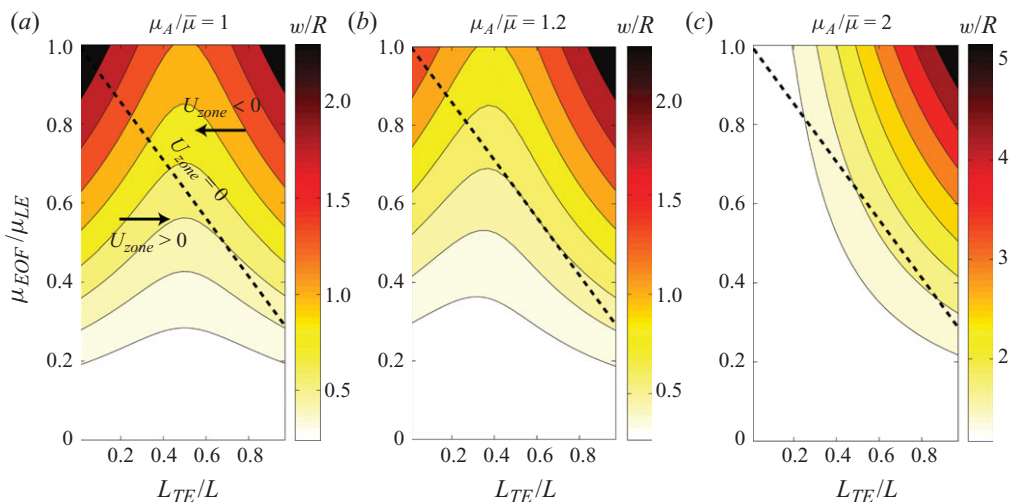 (a) μ_A/μ̄ = 1 w/R
1.0
0.8
0.6
0.4
0.2
0
μ_EOF/μ_LE
U_zone < 0
U_zone = 0
U_zone > 0
0.2 0.4 0.6 0.8
L_TE/L
2.0
1.5
1.0
0.5
(b) μ_A/μ̄ = 1.2 w/R
1.0
0.8
0.6
0.4
0.2
0
0.2 0.4 0.6 0.8
L_TE/L
2.0
1.5
1.0
0.5
(c) μ_A/μ̄ = 2 w/R
1.0
0.8
0.6
0.4
0.2
0
0.2 0.4 0.6 0.8
L_TE/L
5
4
3
2